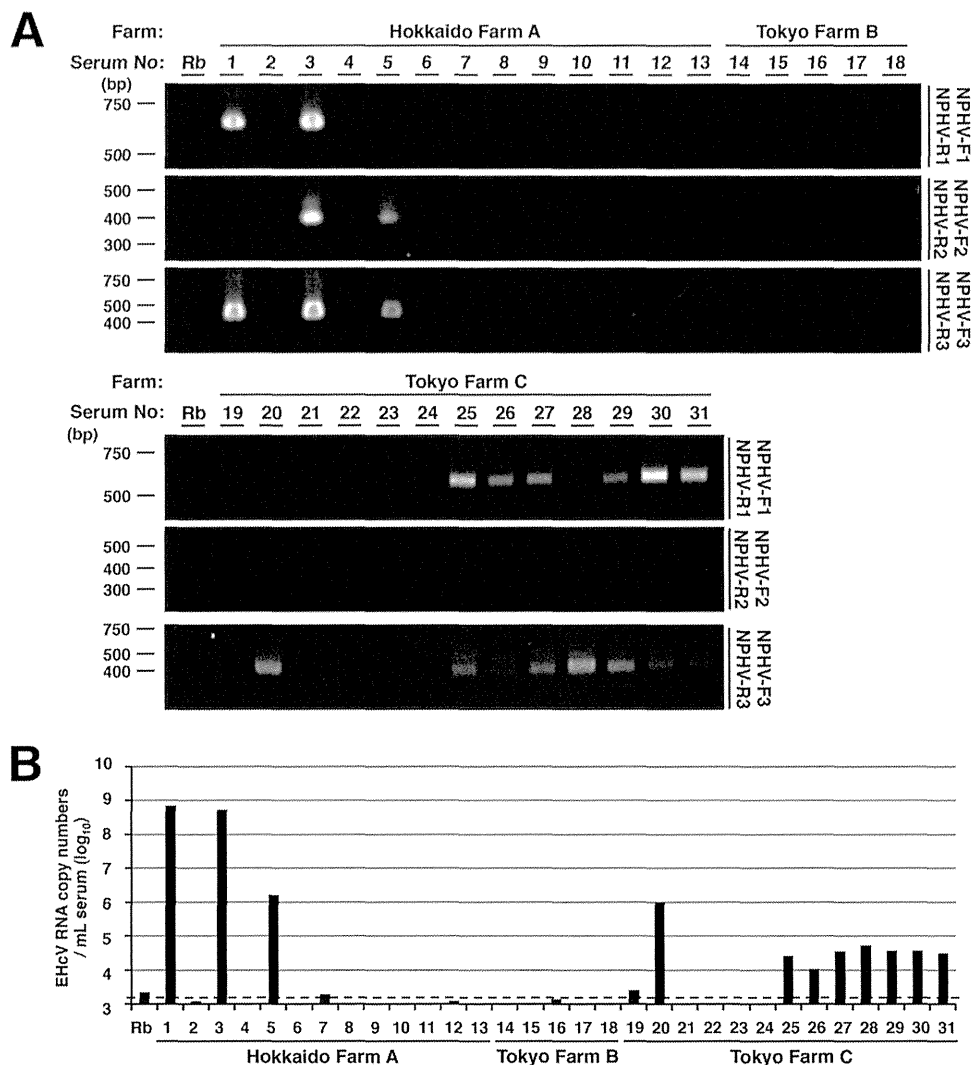 A
Farm: Hokkaido Farm A Tokyo Farm B
Serum No: Rb 1 2 3 4 5 6 7 8 9 10 11 12 13 14 15 16 17 18
(bp)
750
500
NPHV-F1
NPHV-R1
500
400
300
NPHV-F2
NPHV-R2
750
500
400
NPHV-F3
NPHV-R3
Farm: Tokyo Farm C
Serum No: Rb 19 20 21 22 23 24 25 26 27 28 29 30 31
(bp)
750
500
NPHV-F1
NPHV-R1
500
400
300
NPHV-F2
NPHV-R2
750
500
400
NPHV-F3
NPHV-R3
B
EHcV RNA copy numbers
/ mL serum (log₁₀)
10
9
8
7
6
5
4
3
Rb 1 2 3 4 5 6 7 8 9 10 11 12 13 14 15 16 17 18 19 20 21 22 23 24 25 26 27 28 29 30 31
Hokkaido Farm A Tokyo Farm B Tokyo Farm C